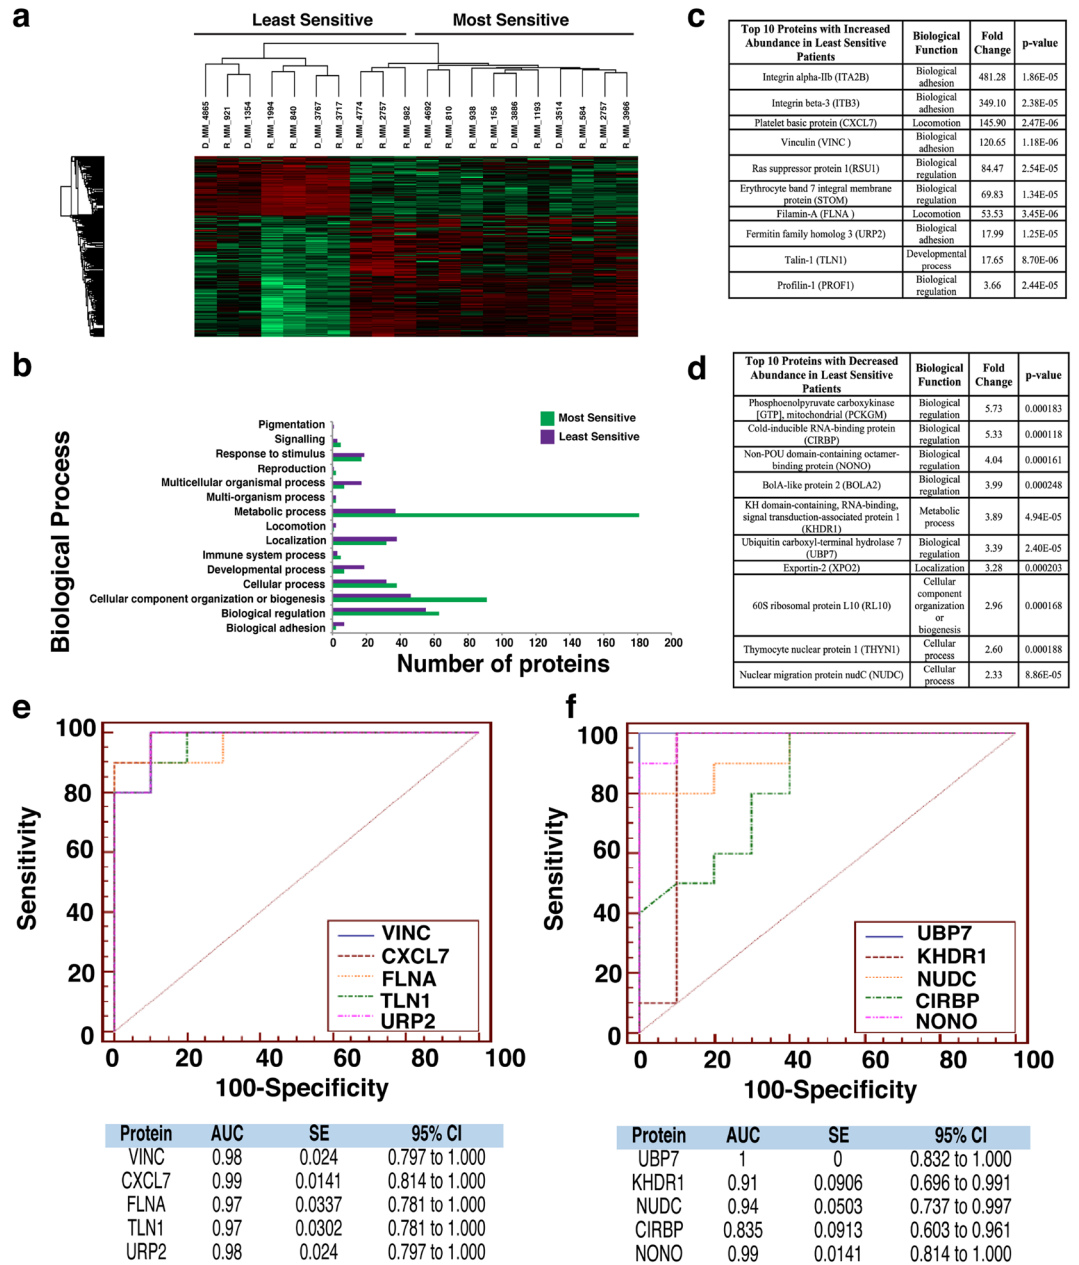 a
Least Sensitive
Most Sensitive
D_MM_4865
R_MM_921
D_MM_1354
R_MM_1994
R_MM_840
D_MM_3767
R_MM_3717
R_MM_4774
R_MM_2757
R_MM_982
R_MM_4692
R_MM_810
R_MM_938
R_MM_156
D_MM_3886
R_MM_1193
D_MM_3514
R_MM_584
R_MM_2757
R_MM_3966
b
Biological Process
Most Sensitive
Least Sensitive
Pigmentation
Signalling
Response to stimulus
Reproduction
Multicellular organismal process
Multi-organism process
Metabolic process
Locomotion
Localization
Immune system process
Developmental process
Cellular process
Cellular component organization or biogenesis
Biological regulation
Biological adhesion
0 20 40 60 80 100 120 140 160 180 200
Number of proteins
c
Top 10 Proteins with Increased Abundance in Least Sensitive Patients Biological Function Fold Change p-value
Integrin alpha-IIb (ITA2B) Biological adhesion 481.28 1.86E-05
Integrin beta-3 (ITB3) Biological adhesion 349.10 2.38E-05
Platelet basic protein (CXCL7) Locomotion 145.90 2.47E-06
Vinculin (VINC ) Biological adhesion 120.65 1.18E-06
Ras suppressor protein 1(RSU1) Biological regulation 84.47 2.54E-05
Erythrocyte band 7 integral membrane protein (STOM) Biological regulation 69.83 1.34E-05
Filamin-A (FLNA ) Locomotion 53.53 3.45E-06
Fermitin family homolog 3 (URP2) Biological adhesion 17.99 1.25E-05
Talin-1 (TLN1) Developmental process 17.65 8.70E-06
Profilin-1 (PROF1) Biological regulation 3.66 2.44E-05
d
Top 10 Proteins with Decreased Abundance in Least Sensitive Patients Biological Function Fold Change p-value
Phosphoenolpyruvate carboxykinase [GTP], mitochondrial (PCKGM) Biological regulation 5.73 0.000183
Cold-inducible RNA-binding protein (CIRBP) Biological regulation 5.33 0.000118
Non-POU domain-containing octamer-binding protein (NONO) Biological regulation 4.04 0.000161
BolA-like protein 2 (BOLA2) Biological regulation 3.99 0.000248
KH domain-containing, RNA-binding, signal transduction-associated protein 1 (KHDR1) Metabolic process 3.89 4.94E-05
Ubiquitin carboxyl-terminal hydrolase 7 (UBP7) Biological regulation 3.39 2.40E-05
Exportin-2 (XPO2) Localization 3.28 0.000203
60S ribosomal protein L10 (RL10) Cellular component organization or biogenesis 2.96 0.000168
Thymocyte nuclear protein 1 (THYN1) Cellular process 2.60 0.000188
Nuclear migration protein nudC (NUDC) Cellular process 2.33 8.86E-05
e
Sensitivity
100
80
60
40
20
0
VINC
CXCL7
FLNA
TLN1
URP2
0 20 40 60 80 100
100-Specificity
Protein AUC SE 95% CI
VINC 0.98 0.024 0.797 to 1.000
CXCL7 0.99 0.0141 0.814 to 1.000
FLNA 0.97 0.0337 0.781 to 1.000
TLN1 0.97 0.0302 0.781 to 1.000
URP2 0.98 0.024 0.797 to 1.000
f
Sensitivity
100
80
60
40
20
0
UBP7
KHDR1
NUDC
CIRBP
NONO
0 20 40 60 80 100
100-Specificity
Protein AUC SE 95% CI
UBP7 1 0 0.832 to 1.000
KHDR1 0.91 0.0906 0.696 to 0.991
NUDC 0.94 0.0503 0.737 to 0.997
CIRBP 0.835 0.0913 0.603 to 0.961
NONO 0.99 0.0141 0.814 to 1.000